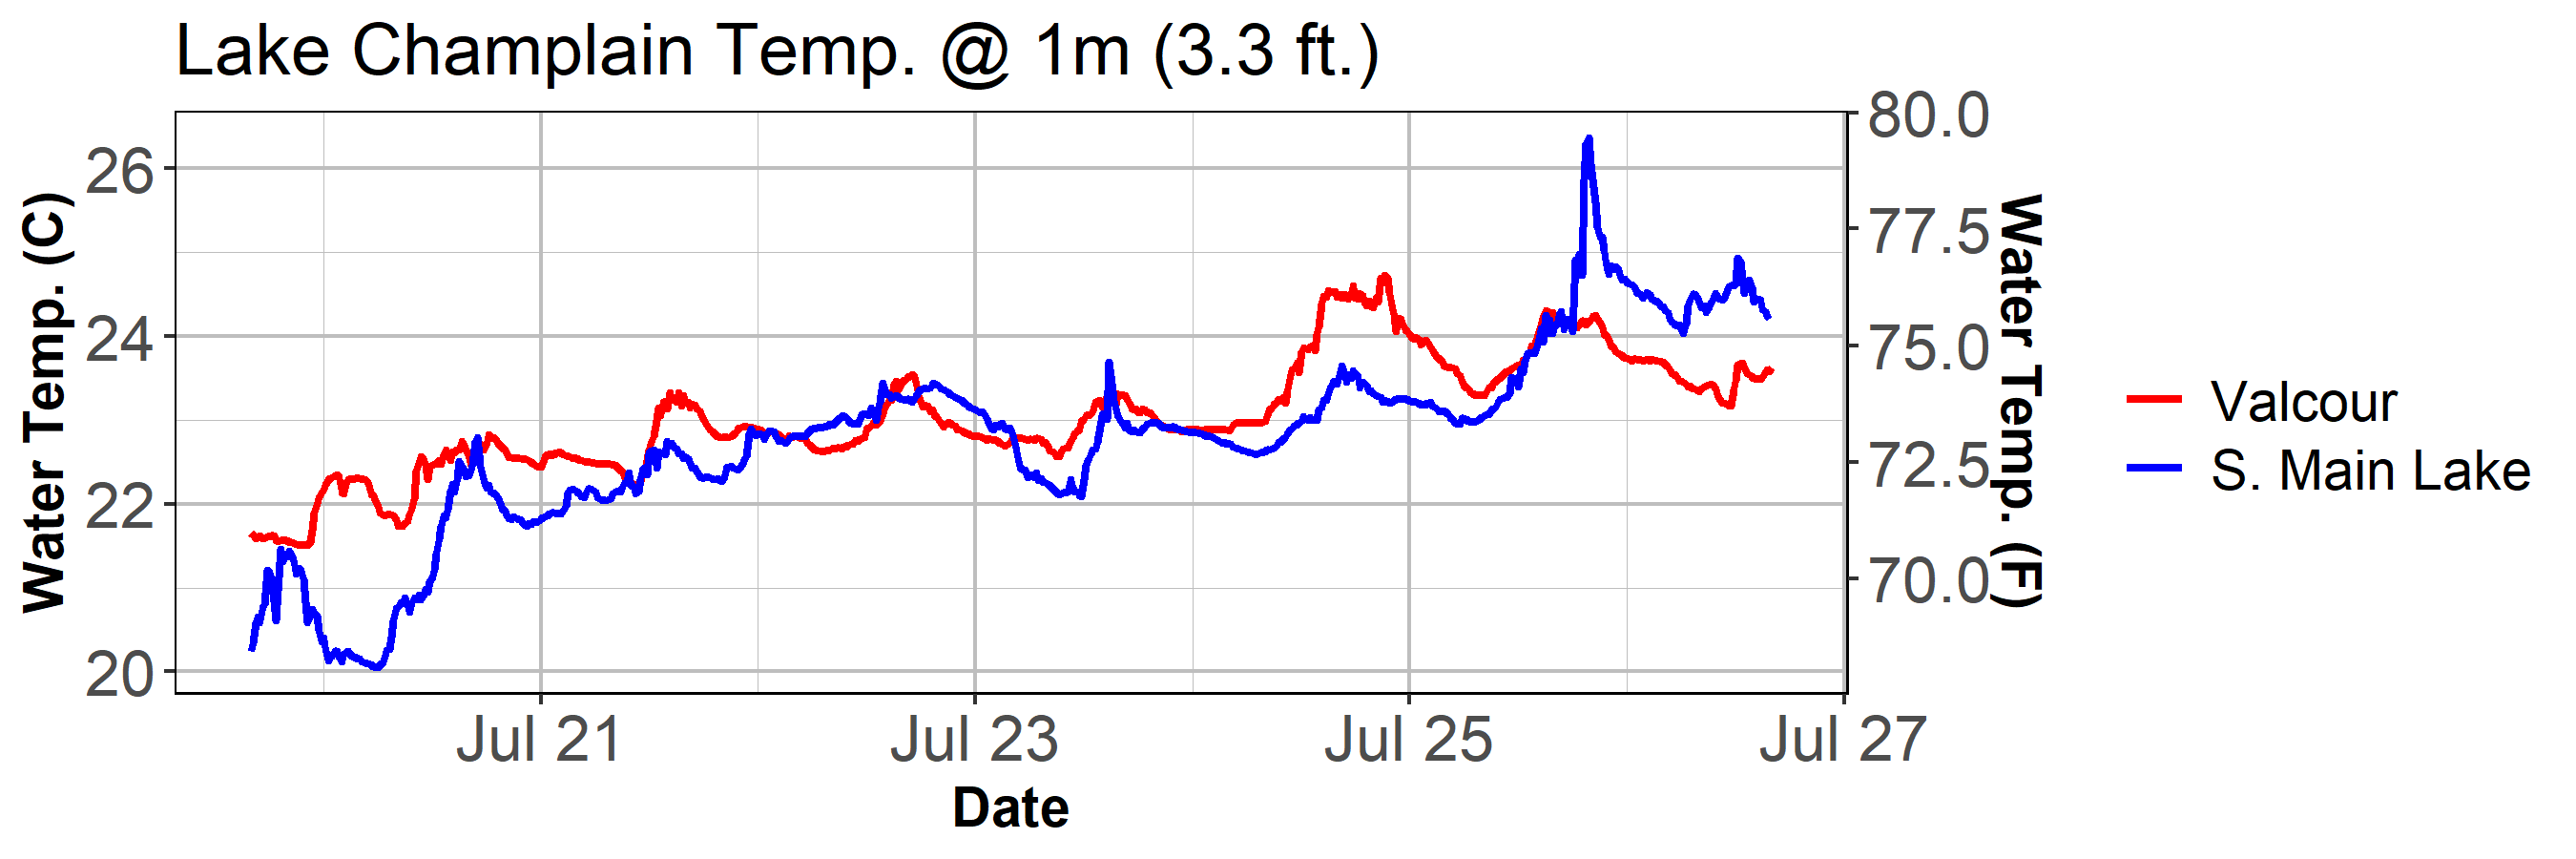 Lake Champlain Temp. @ 1m (3.3 ft.)
Water Temp. (C)
26
24
22
20
80.0
77.5
75.0
72.5
70.0
Water Temp. (F)
Jul 21
Jul 23
Jul 25
Jul 27
Date
Valcour
S. Main Lake